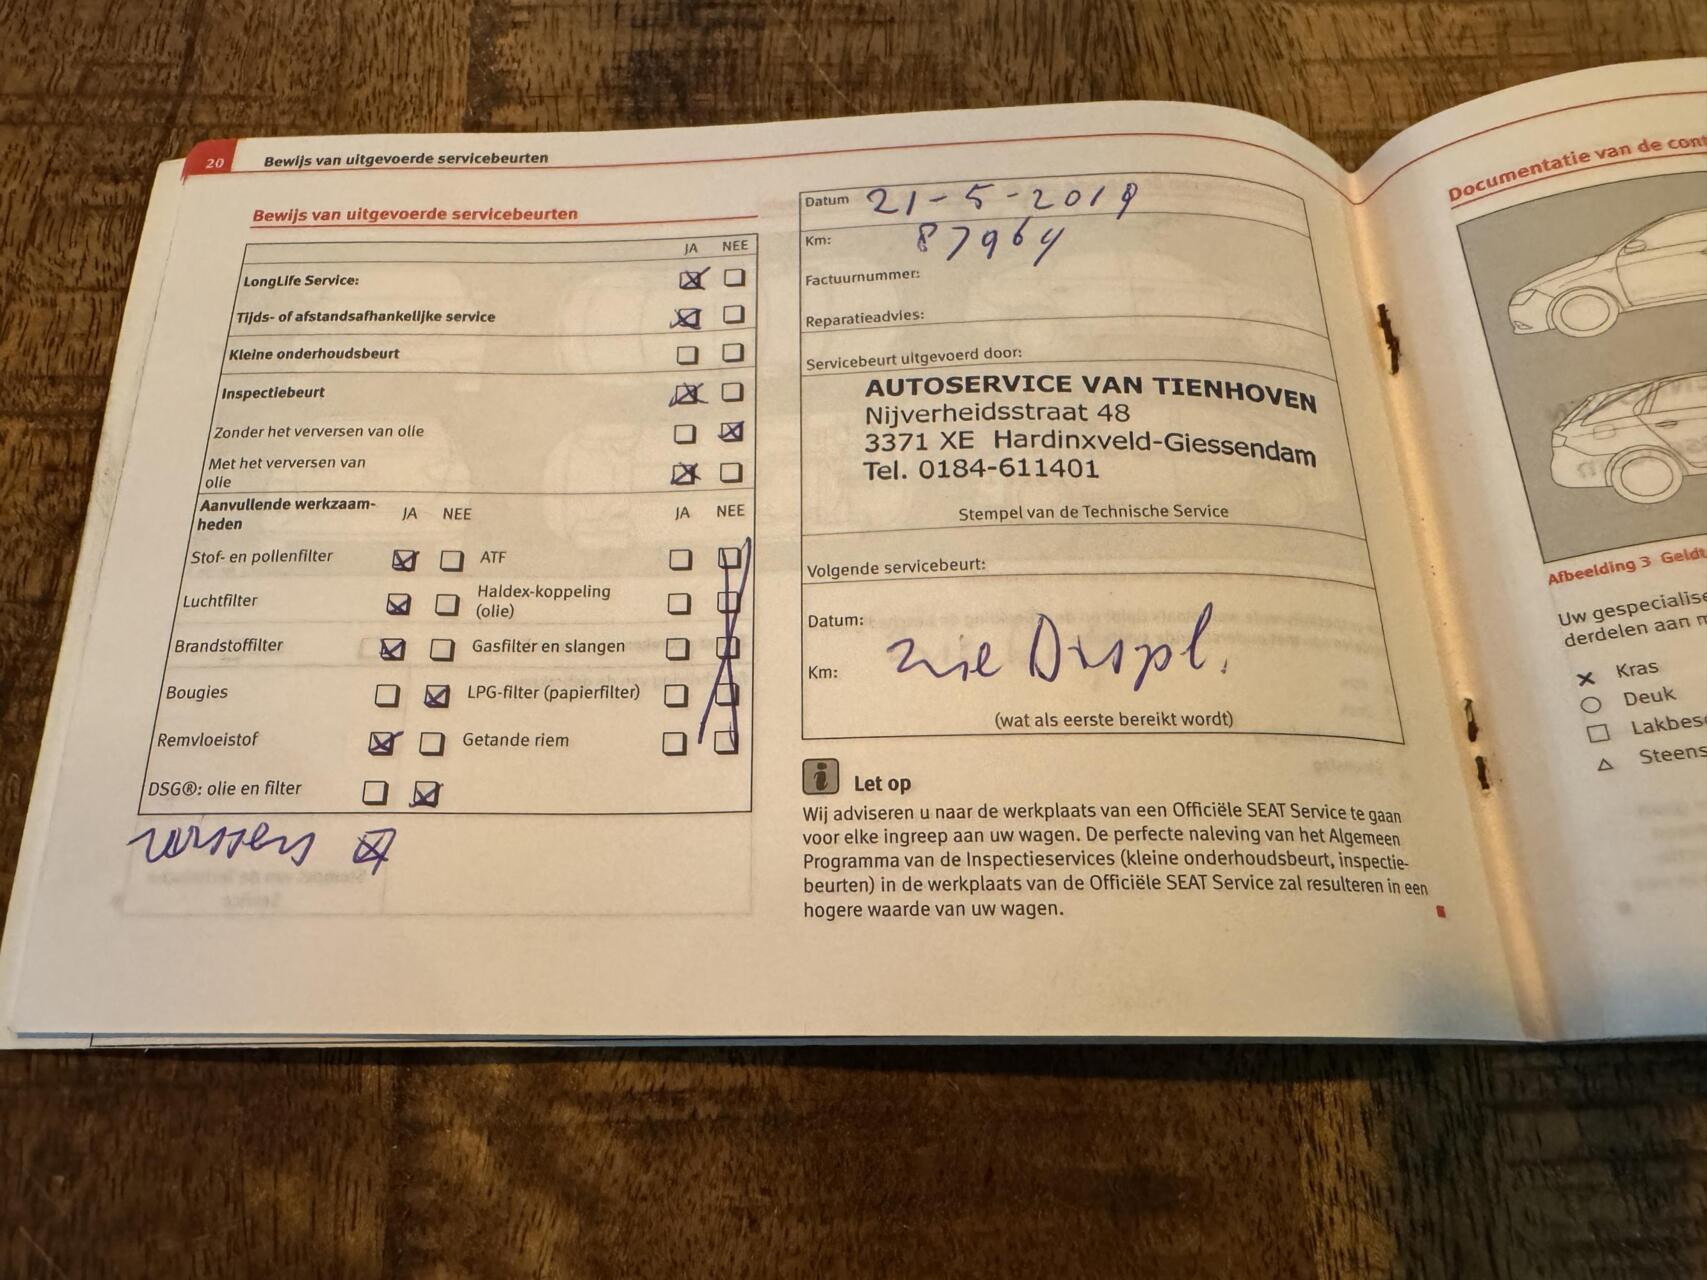 20 Bewijs van uitgevoerde servicebeurten
Bewijs van uitgevoerde servicebeurten
JA NEE
LongLife Service:
Tijds- of afstandsafhankelijke service
Kleine onderhoudsbeurt
Inspectiebeurt
Zonder het verversen van olie
Met het verversen van
olie
Aanvullende werkzaam-
heden
JA NEE JA NEE
Stof- en pollenfilter ATF
Luchtfilter Haldex-koppeling
(olie)
Brandstoffilter Gasfilter en slangen
Bougies LPG-filter (papierfilter)
Remvloeistof Getande riem
DSG®: olie en filter
Datum 21-5-2019
Km: 87964
Factuurnummer:
Reparatieadvies:
Servicebeurt uitgevoerd door:
AUTOSERVICE VAN TIENHOVEN
Nijverheidsstraat 48
3371 XE Hardinxveld-Giessendam
Tel. 0184-611401
Stempel van de Technische Service
Volgende servicebeurt:
Datum:
zie Displ.
Km:
(wat als eerste bereikt wordt)
i Let op
Wij adviseren u naar de werkplaats van een Officiële SEAT Service te gaan
voor elke ingreep aan uw wagen. De perfecte naleving van het Algemeen
Programma van de Inspectieservices (kleine onderhoudsbeurt, inspectie-
beurten) in de werkplaats van de Officiële SEAT Service zal resulteren in een
hogere waarde van uw wagen.
Documentatie van de
Afbeelding 3
Uw
derdelen aan
Kras
Deuk